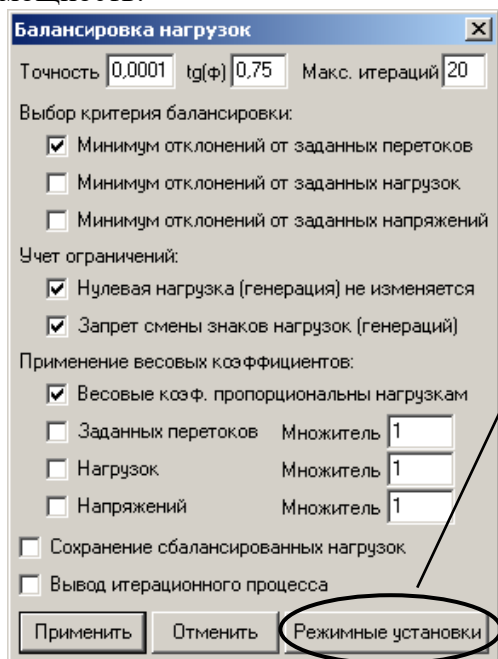 Балансировка нагрузок
Точность 0,0001 tg(φ) 0,75 Макс. итераций 20
Выбор критерия балансировки:
Минимум отклонений от заданных перетоков
Минимум отклонений от заданных нагрузок
Минимум отклонений от заданных напряжений
Учет ограничений:
Нулевая нагрузка (генерация) не изменяется
Запрет смены знаков нагрузок (генераций)
Применение весовых коэффициентов:
Весовые коэф. пропорциональны нагрузкам
Заданных перетоков Множитель 1
Нагрузок Множитель 1
Напряжений Множитель 1
Сохранение сбалансированных нагрузок
Вывод итерационного процесса
Применить Отменить Режимные установки